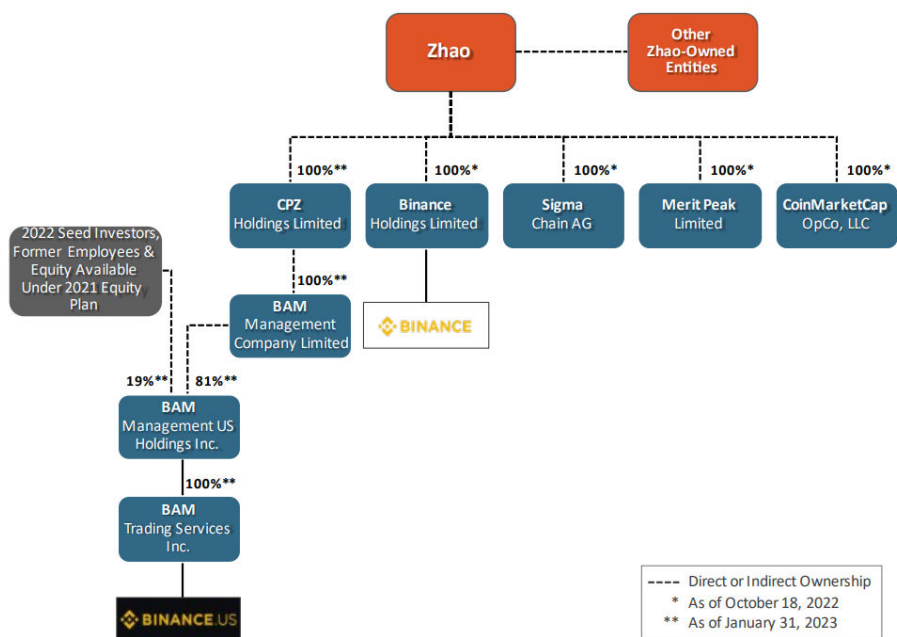 Zhao
Other
Zhao-Owned
Entities
100%**
100%*
100%*
100%*
100%*
CPZ
Holdings Limited
Binance
Holdings Limited
Sigma
Chain AG
Merit Peak
Limited
CoinMarketCap
OpCo, LLC
2022 Seed Investors,
Former Employees &
Equity Available
Under 2021 Equity
Plan
100%**
BAM
Management
Company Limited
BINANCE
19%**
81%**
BAM
Management US
Holdings Inc.
100%**
BAM
Trading Services
Inc.
BINANCE.US
Direct or Indirect Ownership
* As of October 18, 2022
** As of January 31, 2023